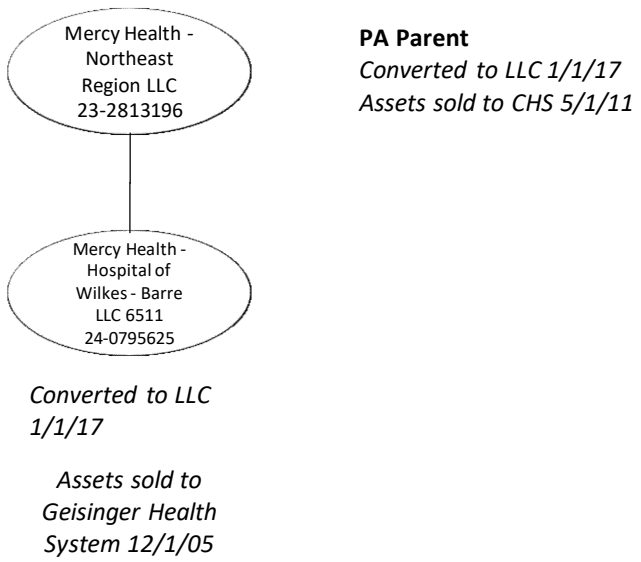 Mercy Health -
Northeast
Region LLC
23-2813196
PA Parent
Converted to LLC 1/1/17
Assets sold to CHS 5/1/11
Mercy Health -
Hospital of
Wilkes - Barre
LLC 6511
24-0795625
Converted to LLC
1/1/17
Assets sold to
Geisinger Health
System 12/1/05